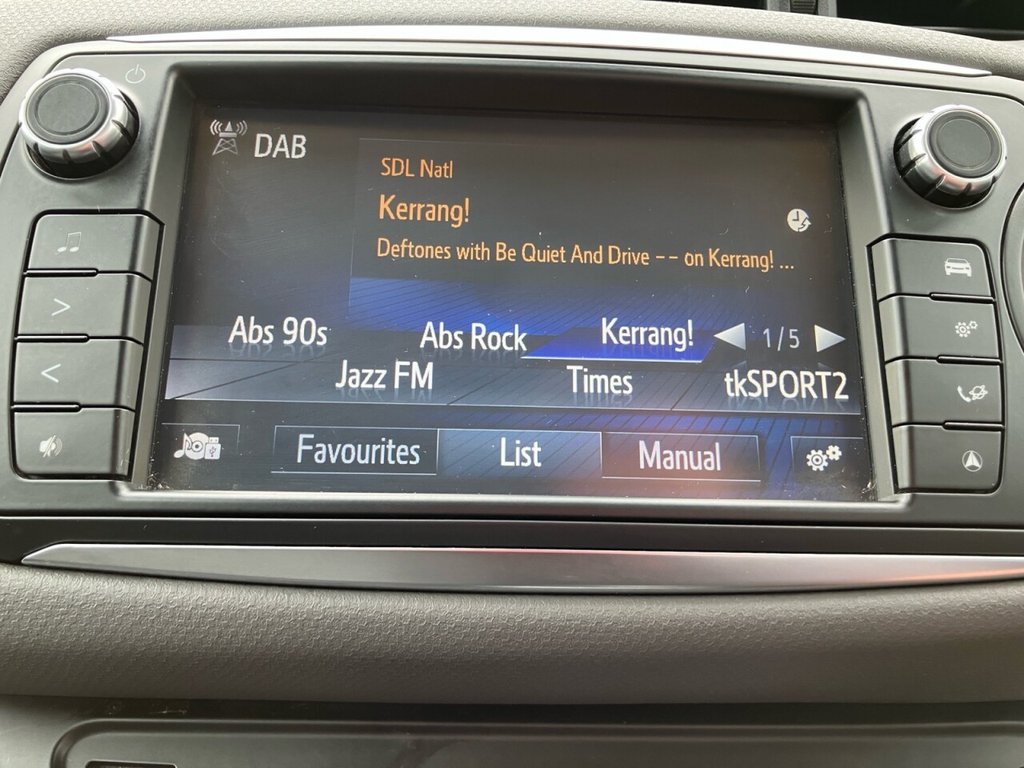 DAB
SDL Natl
Kerrang!
Deftones with Be Quiet And Drive -- on Kerrang! ...
Abs 90s Abs Rock Kerrang! 1/5
Jazz FM Times tkSPORT2
Favourites List Manual